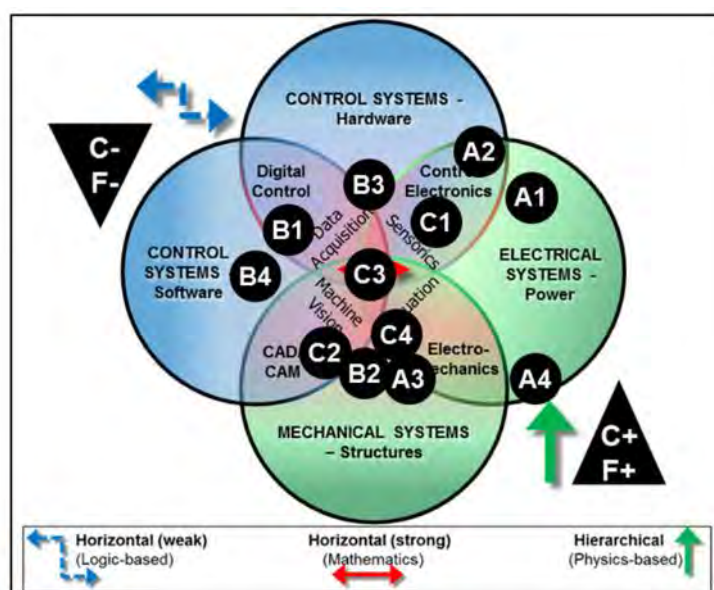 CONTROL SYSTEMS -
Hardware
C-
F-
Digital
Control
B3
A2
Electronics
A1
B1
Data
Acquisition
Sensorics
C1
CONTROL
SYSTEMS
Software
B4
C3
ELECTRICAL
SYSTEMS –
Power
Machine
Vision
uation
C4
CAD
CAM
C2
B2
A3
Electro-
echanics
A4
MECHANICAL SYSTEMS
– Structures
C+
F+
Horizontal (weak)
(Logic-based)
Horizontal (strong)
(Mathematics)
Hierarchical
(Physics-based)